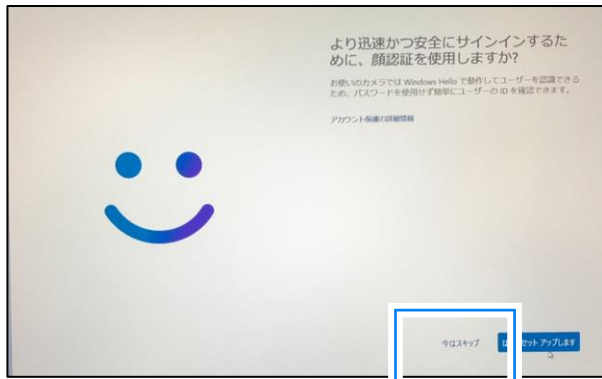 より迅速かつ安全にサインインするた
めに、顔認証を使用しますか?
お使いのカメラでは Windows Hello で動作してユーザーを認識できる
ため、パスワードを使用せず簡単にユーザーの ID を確認できます。
アカウント保護の詳細情報
今はスキップ
セット アップします